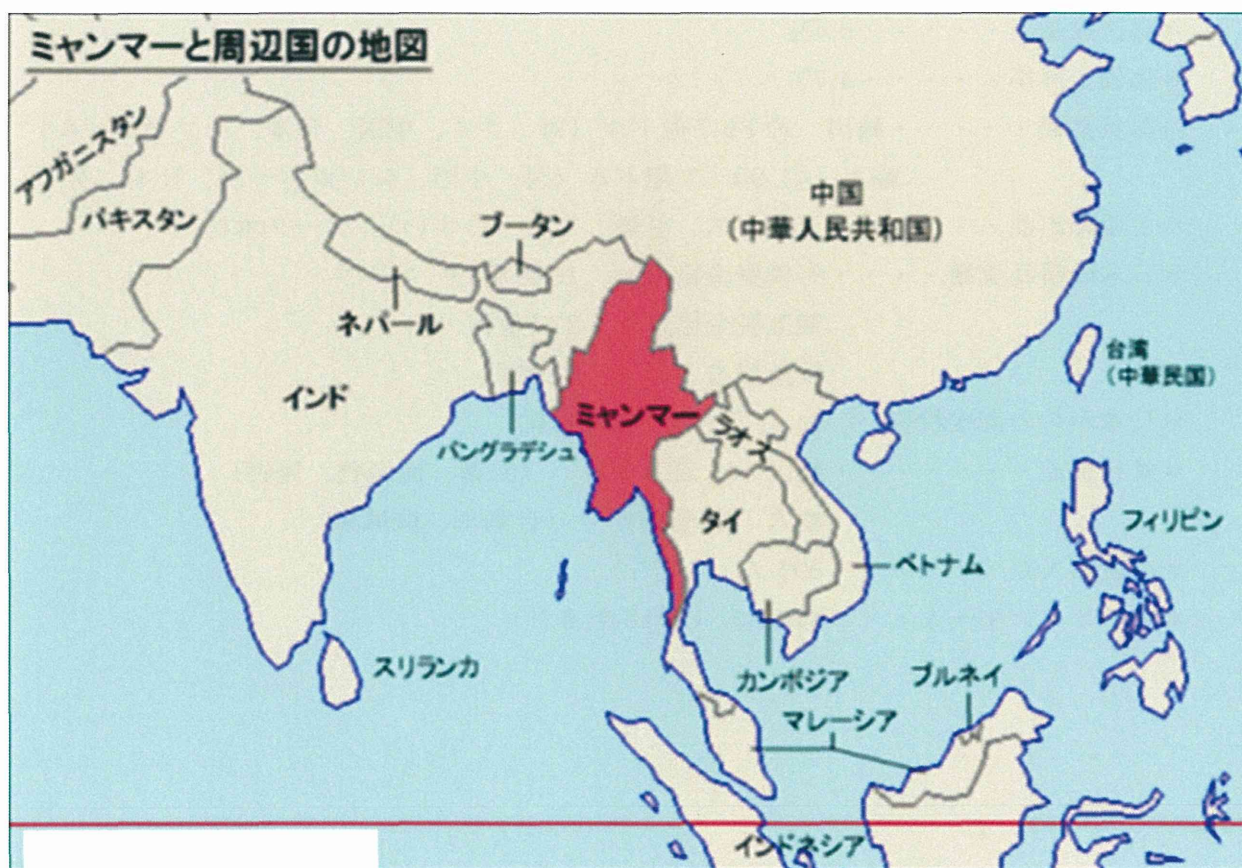 ミャンマーと周辺国の地図
アフガニスタン
パキスタン
中国
(中華人民共和国)
ブータン
ネパール
台湾
(中華民国)
インド
ミャンマー
ラオス
バングラデシュ
タイ
フィリピン
ベトナム
スリランカ
カンボジア
ブルネイ
マレーシア
インドネシア